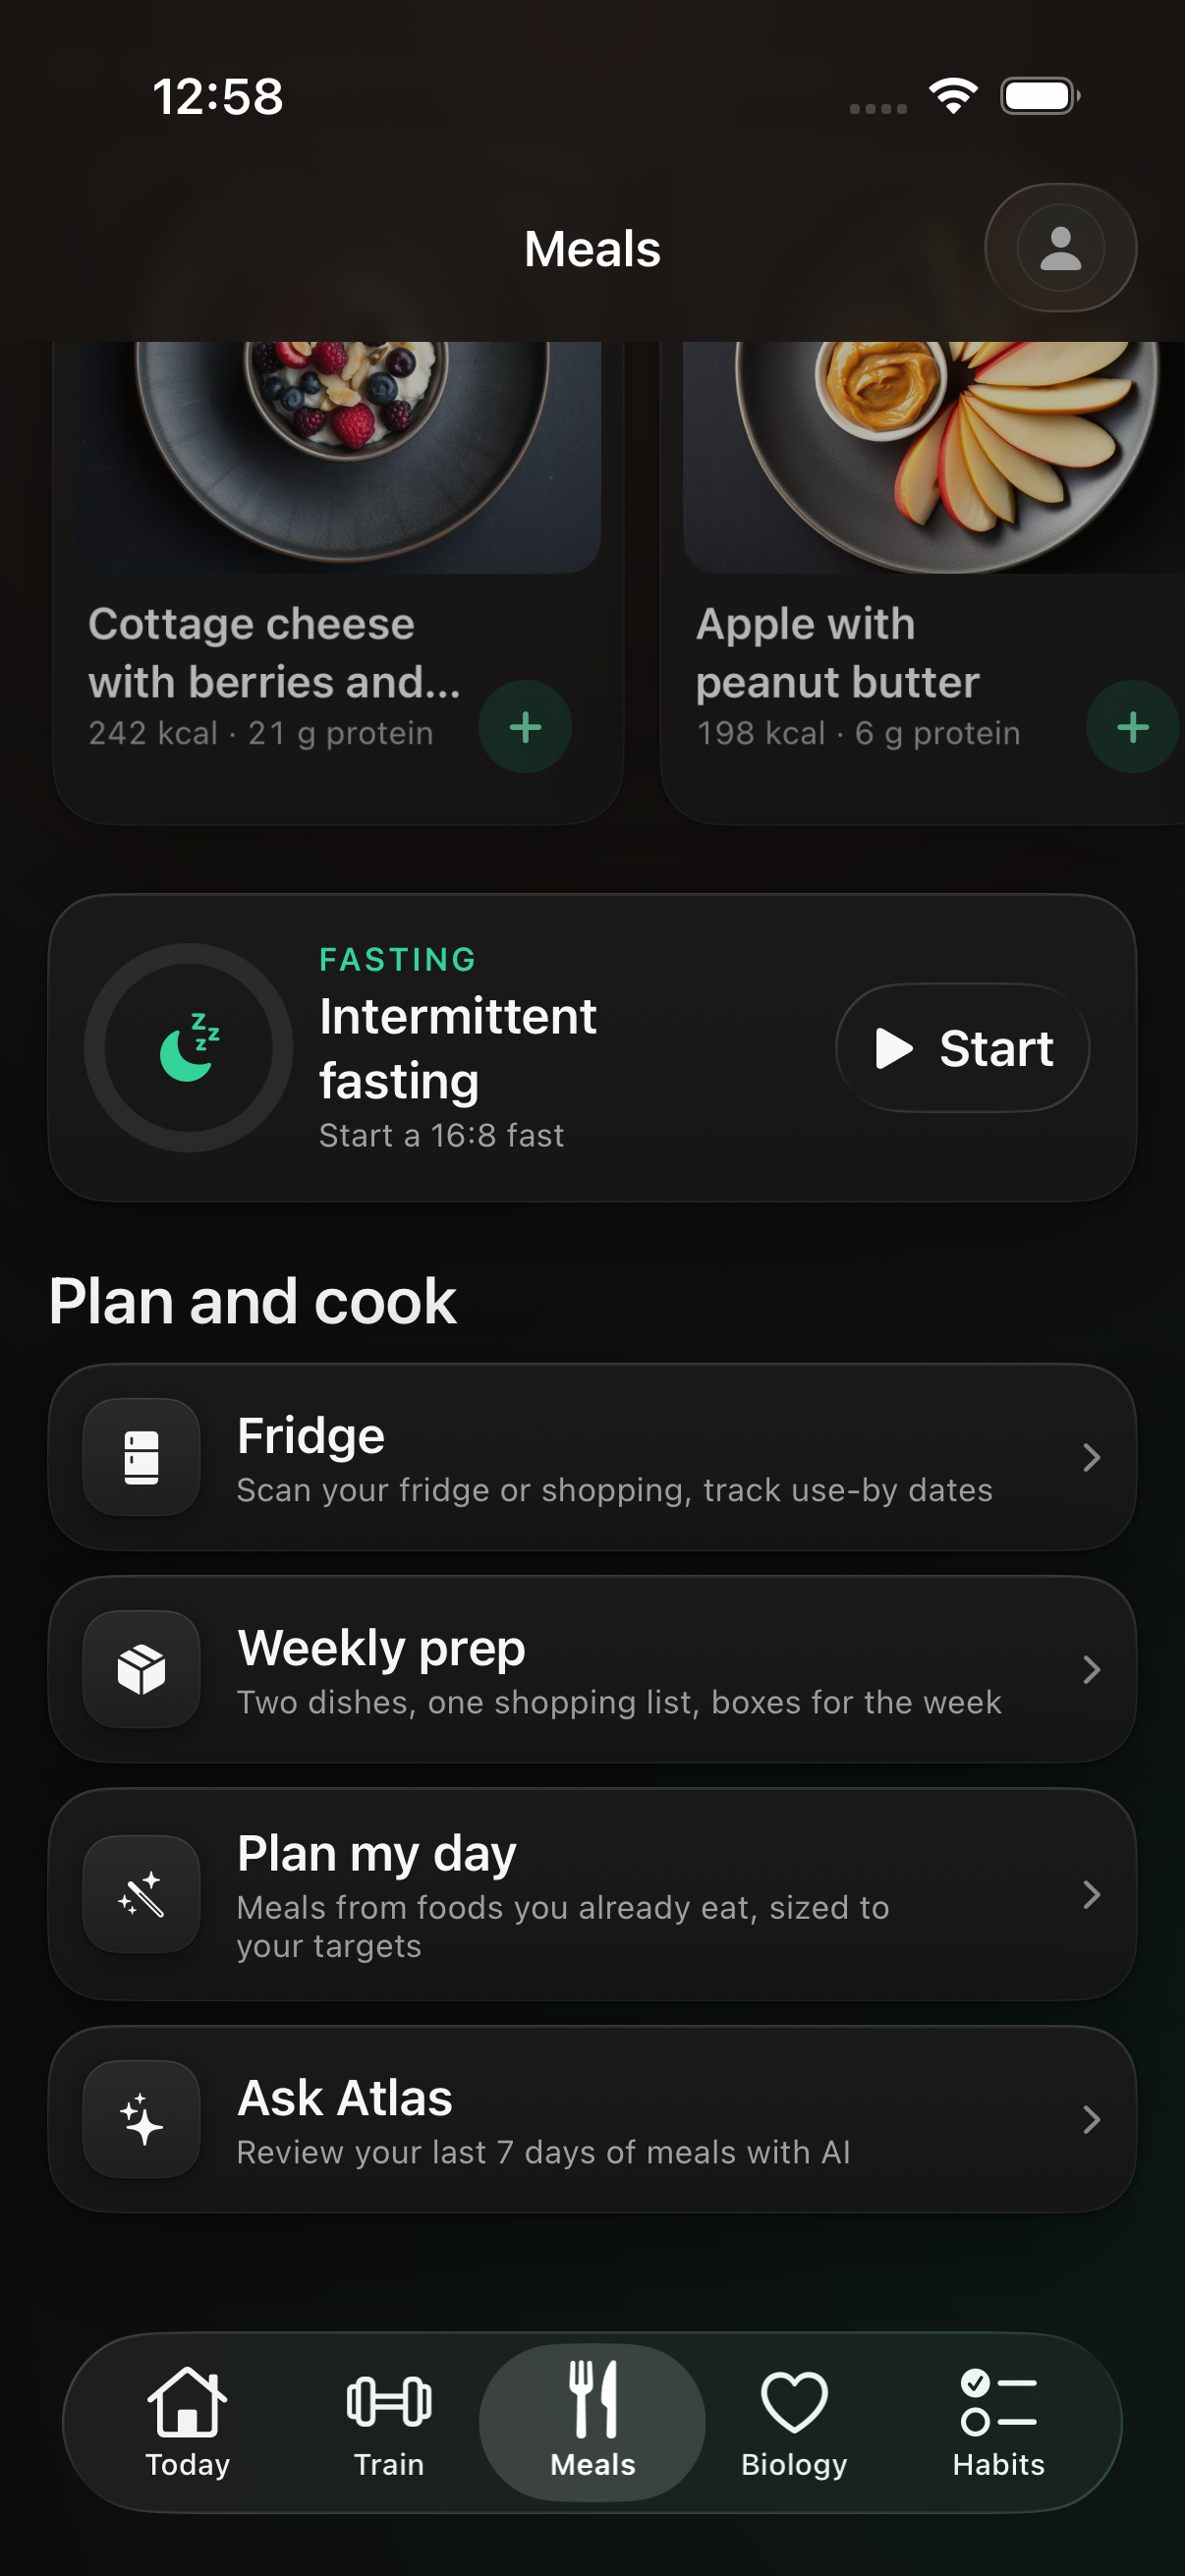 12:58
Meals
Cottage cheese
with berries and...
242 kcal · 21 g protein
Apple with
peanut butter
198 kcal · 6 g protein
FASTING
Intermittent
fasting
Start a 16:8 fast
Start
Plan and cook
Fridge
Scan your fridge or shopping, track use-by dates
Weekly prep
Two dishes, one shopping list, boxes for the week
Plan my day
Meals from foods you already eat, sized to
your targets
Ask Atlas
Review your last 7 days of meals with AI
Today
Train
Meals
Biology
Habits